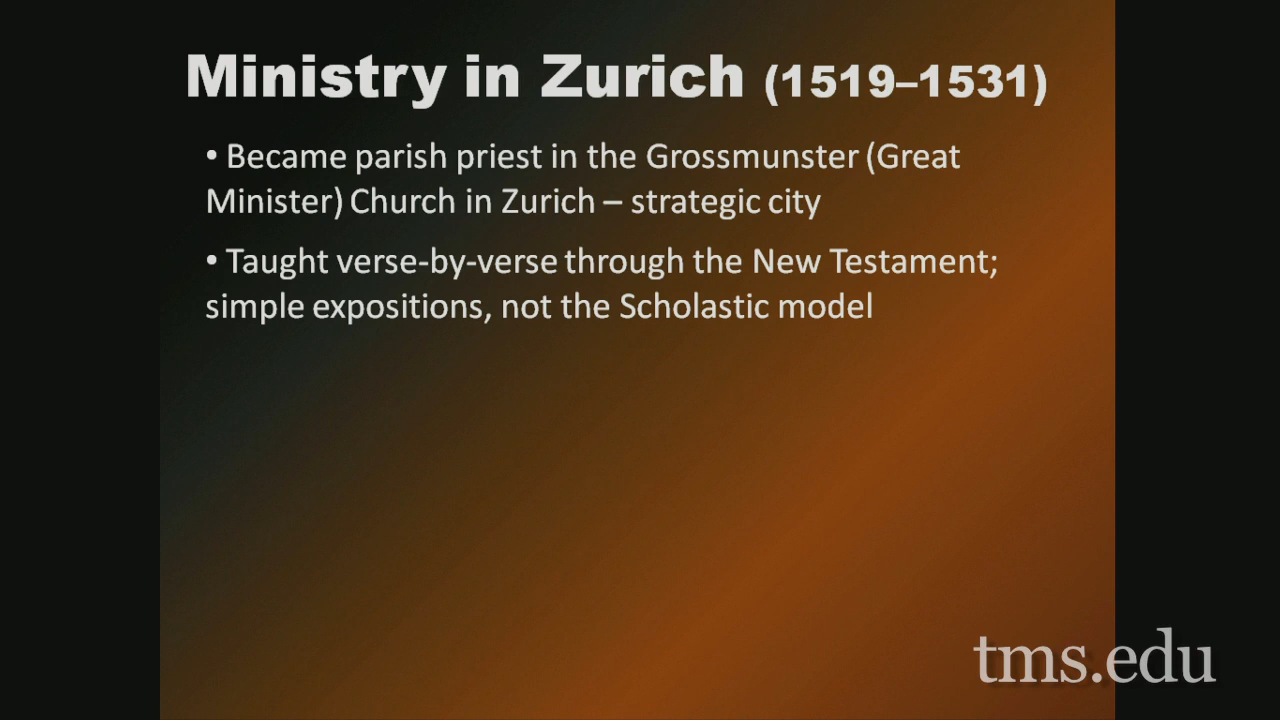 Ministry in Zurich (1519–1531)
• Became parish priest in the Grossmunster (Great
Minister) Church in Zurich – strategic city
• Taught verse-by-verse through the New Testament;
simple expositions, not the Scholastic model
tms.edu